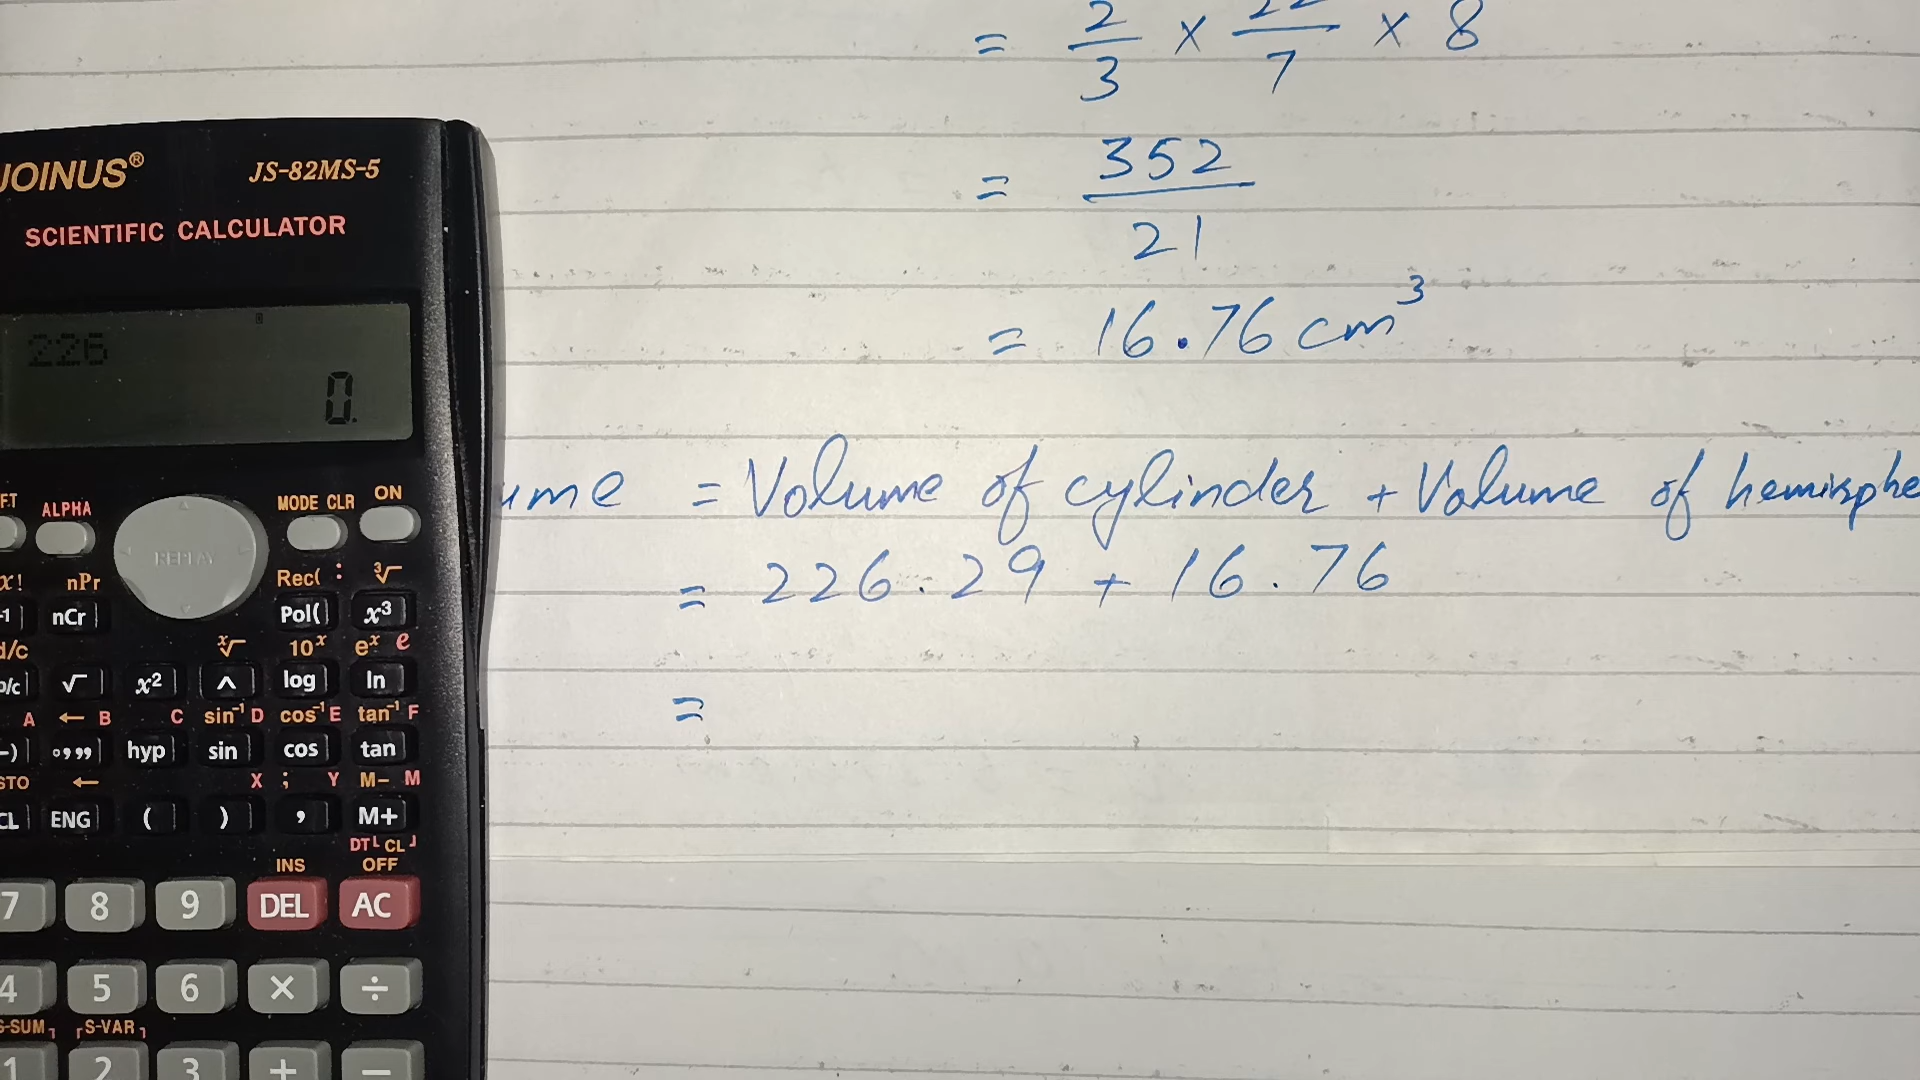 = 2/3 × 22/7 × 8
= 352/21
= 16.76 cm³
= Volume of cylinder + Volume of
= 226.29 + 16.76
=
JOINUS® JS-82MS-5
SCIENTIFIC CALCULATOR
226
0.
MODE CLR ON
ALPHA
REPLAY
x! nPr Rec( : ³√
nCr Pol( x³
d/c ˣ√ 10ˣ eˣ e
√ x² ^ log ln
A ← B C sin⁻¹ D cos⁻¹ E tan⁻¹ F
(-) °,,, hyp sin cos tan
STO ← X ; Y M- M
ENG ( ) , M+
DT CL
INS OFF
7 8 9 DEL AC
4 5 6 × ÷
S-SUM S-VAR
1 2 3 + −